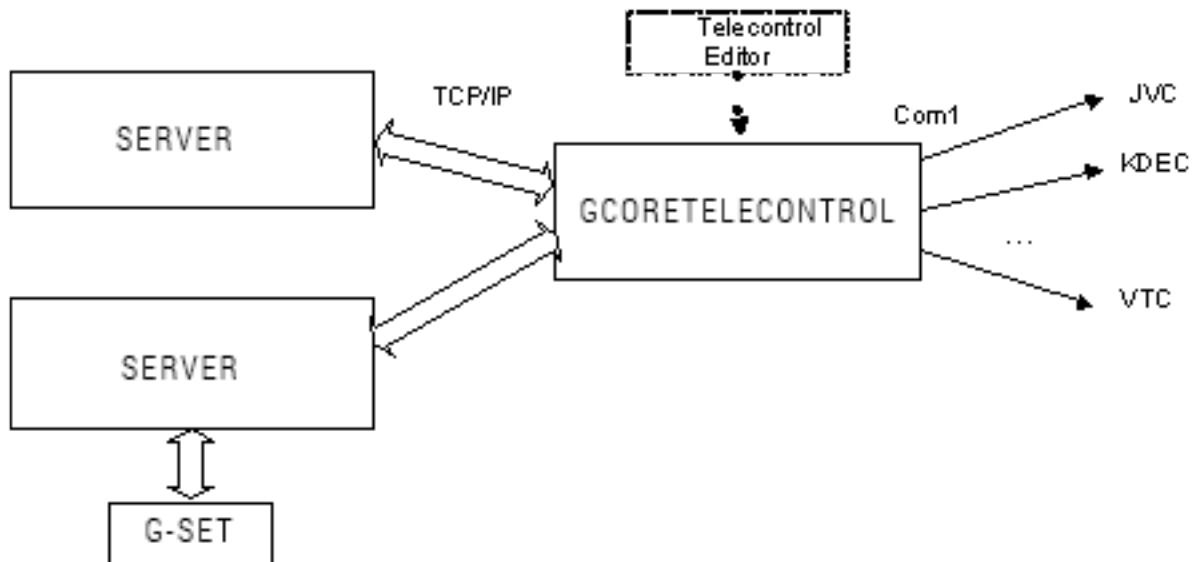 Telecontrol
Editor
TCP/IP
Com1
JVC
SERVER
KDEC
GCORETELECONTROL
...
VTC
SERVER
G-SET